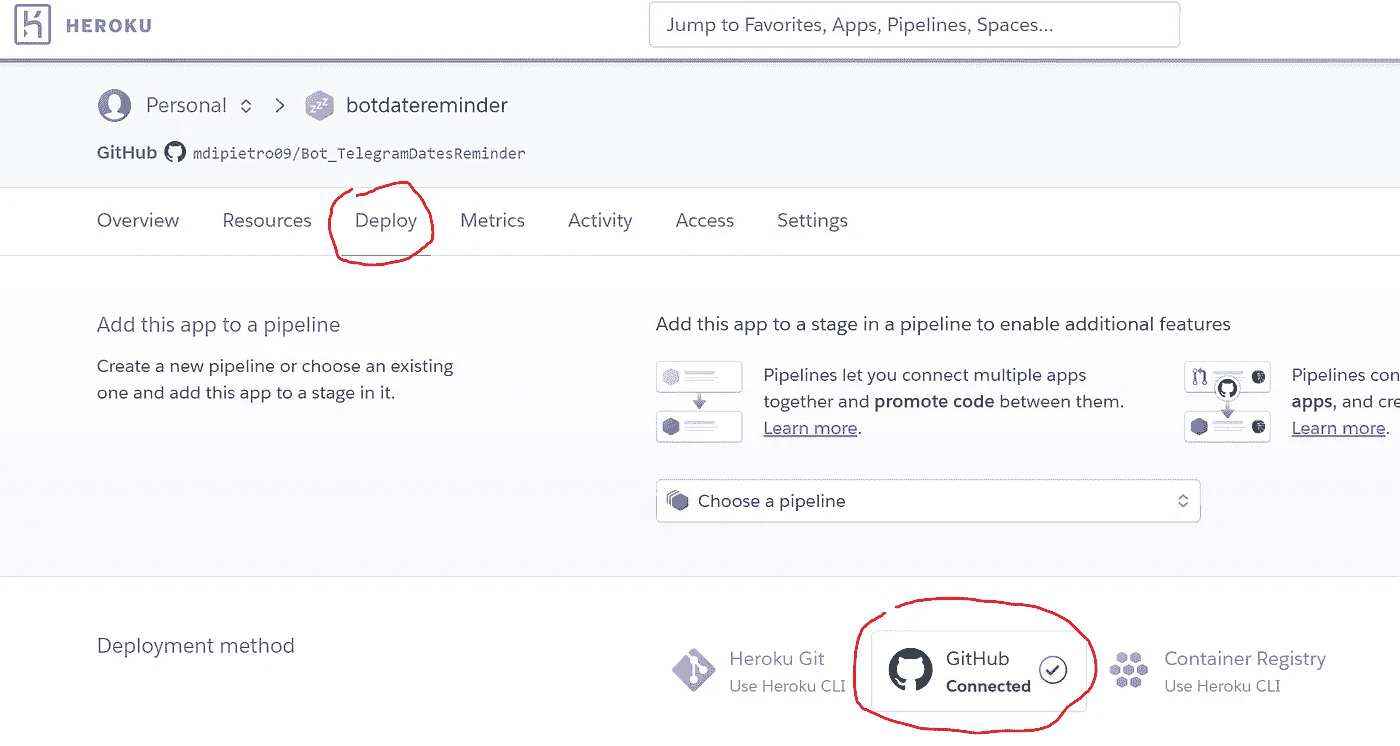 HEROKU
Jump to Favorites, Apps, Pipelines, Spaces...
Personal
zzz
botdatereminder
GitHub mdipietro09/Bot_TelegramDatesReminder
Overview Resources Deploy Metrics Activity Access Settings
Add this app to a pipeline
Create a new pipeline or choose an existing
one and add this app to a stage in it.
Add this app to a stage in a pipeline to enable additional features
Pipelines let you connect multiple apps
together and promote code between them.
Learn more.
Pipelines con
apps, and cre
Learn more.
Choose a pipeline
Deployment method
Heroku Git
Use Heroku CLI
GitHub
Connected
Container Registry
Use Heroku CLI